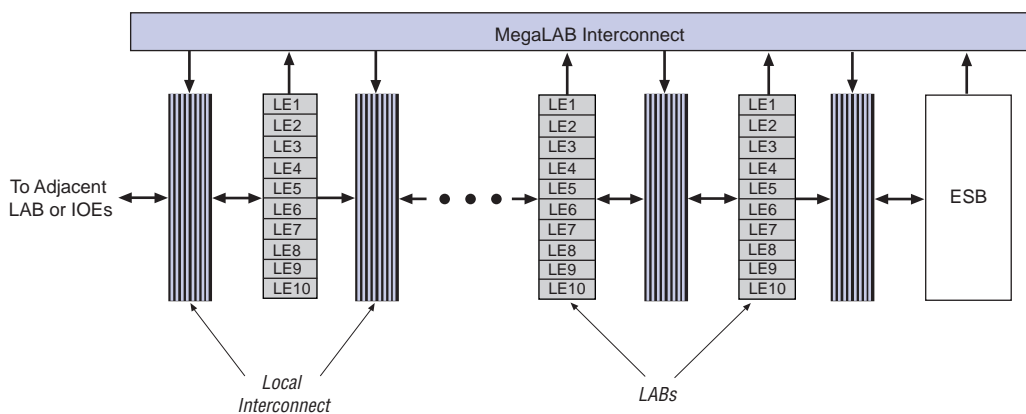 MegaLAB Interconnect
To Adjacent
LAB or IOEs
LE1
LE2
LE3
LE4
LE5
LE6
LE7
LE8
LE9
LE10
LE1
LE2
LE3
LE4
LE5
LE6
LE7
LE8
LE9
LE10
LE1
LE2
LE3
LE4
LE5
LE6
LE7
LE8
LE9
LE10
ESB
Local
Interconnect
LABs